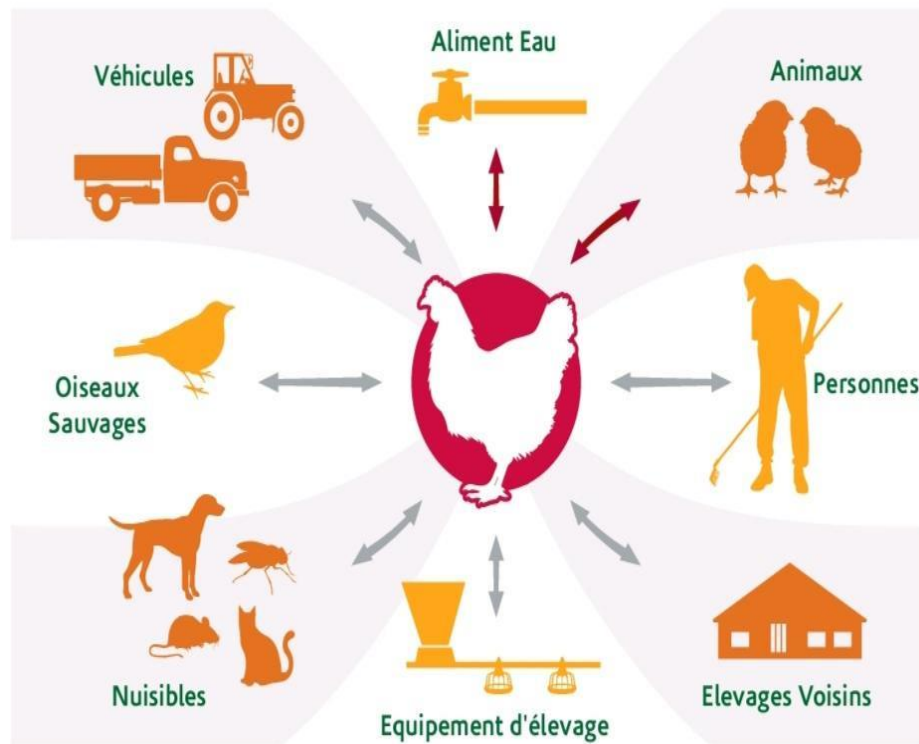 Véhicules
Aliment Eau
Animaux
Oiseaux
Sauvages
Personnes
Nuisibles
Equipement d'élevage
Elevages Voisins